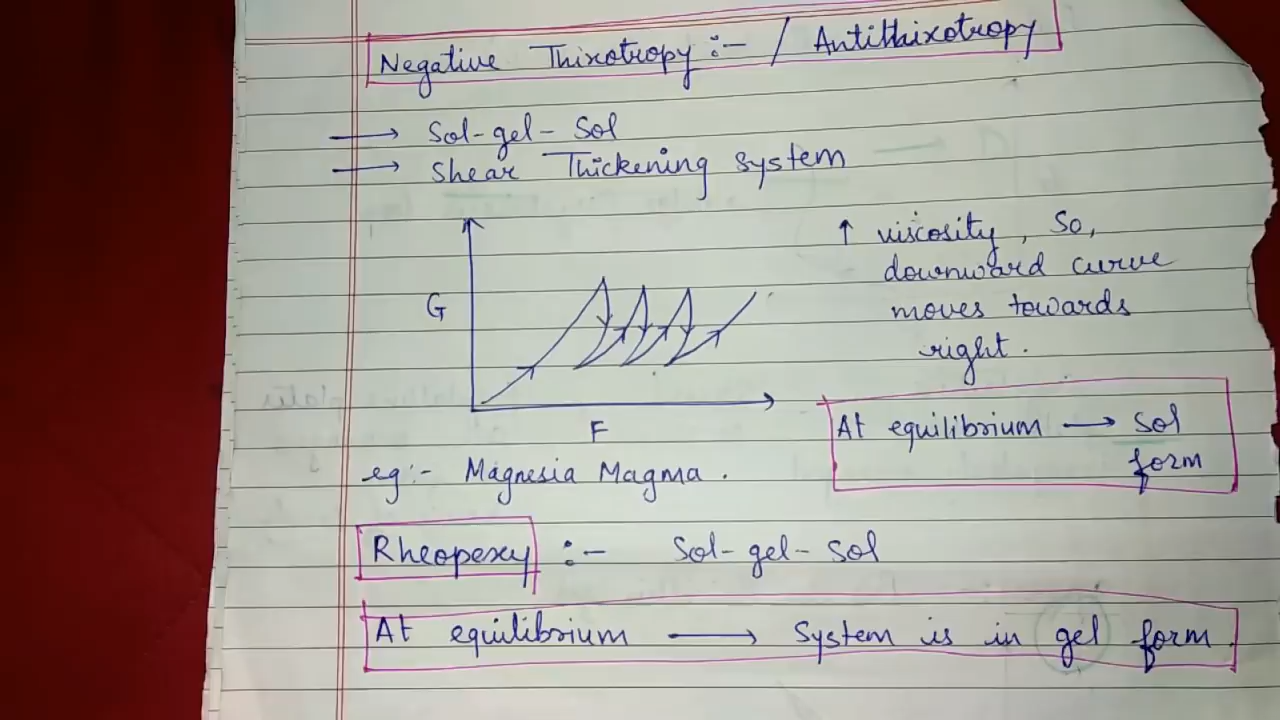 Negative Thixotropy :- / Antithixotropy
→ Sol-gel-Sol
→ Shear Thickening system
↑ viscosity, So,
downward curve
moves towards
right.
G
F
At equilibrium → Sol
form
eg:- Magnesia Magma.
Rheopexy :- Sol-gel-Sol
At equilibrium → System is in gel form